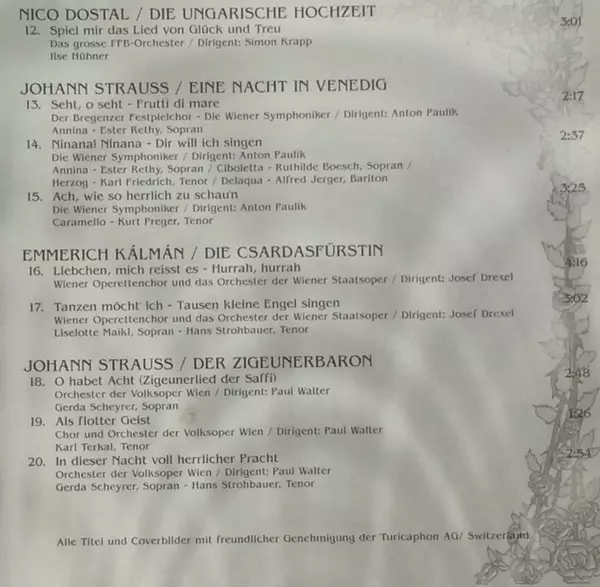 NICO DOSTAL / DIE UNGARISCHE HOCHZEIT
12. Spiel mir das Lied von Glück und Treu 3:01
Das grosse FFB-Orchester / Dirigent: Simon Krapp
Ilse Hübner
JOHANN STRAUSS / EINE NACHT IN VENEDIG
13. Seht, o seht - Frutti di mare 2:17
Der Bregenzer Festpielchor - Die Wiener Symphoniker / Dirigent: Anton Paulik
Annina - Ester Rethy, Sopran
14. Ninanai Ninana - Dir will ich singen 2:37
Die Wiener Symphoniker / Dirigent: Anton Paulik
Annina - Ester Rethy, Sopran / Ciboletta - Ruthilde Boesch, Sopran /
Herzog - Karl Friedrich, Tenor / Delaqua - Alfred Jerger, Bariton
15. Ach, wie so herrlich zu schau'n 3:25
Die Wiener Symphoniker / Dirigent: Anton Paulik
Caramello - Kurt Preger, Tenor
EMMERICH KÁLMÁN / DIE CSARDASFÜRSTIN
16. Liebchen, mich reisst es - Hurrah, hurrah 4:16
Wiener Operettenchor und das Orchester der Wiener Staatsoper / Dirigent: Josef Drexel
17. Tanzen möcht ich - Tausen kleine Engel singen 3:02
Wiener Operettenchor und das Orchester der Wiener Staatsoper / Dirigent: Josef Drexel
Liselotte Maikl, Sopran - Hans Strohbauer, Tenor
JOHANN STRAUSS / DER ZIGEUNERBARON
18. O habet Acht (Zigeunerlied der Saffi) 2:48
Orchester der Volksoper Wien / Dirigent: Paul Walter
Gerda Scheyrer, Sopran
19. Als flotter Geist 1:26
Chor und Orchester der Volksoper Wien / Dirigent: Paul Walter
Karl Terkal, Tenor
20. In dieser Nacht voll herrlicher Pracht 2:54
Orchester der Volksoper Wien / Dirigent: Paul Walter
Gerda Scheyrer, Sopran - Hans Strohbauer, Tenor
Alle Titel und Coverbilder mit freundlicher Genehmigung der Turicaphon AG/ Switzerland